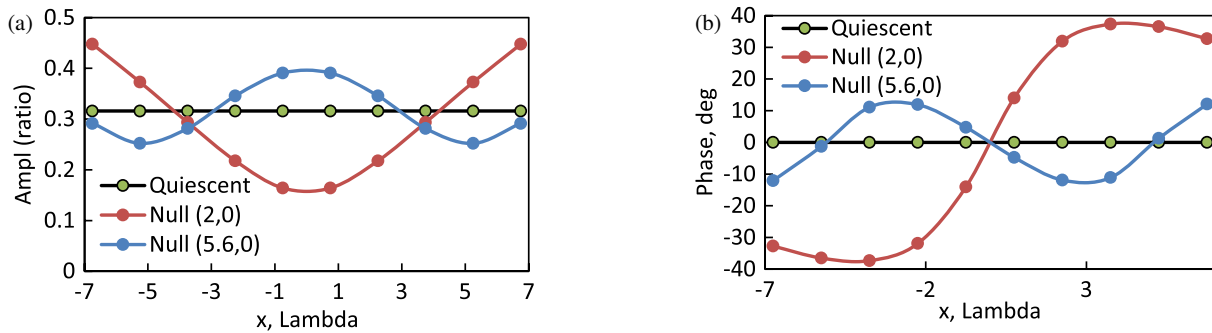 (a)
0.5
0.4
0.3
0.2
0.1
0
Ampl (ratio)
Quiescent
Null (2,0)
Null (5.6,0)
-7 -5 -3 -1 1 3 5 7
x, Lambda
(b)
40
30
20
10
0
-10
-20
-30
-40
Phase, deg
Quiescent
Null (2,0)
Null (5.6,0)
-7 -2 3
x, Lambda